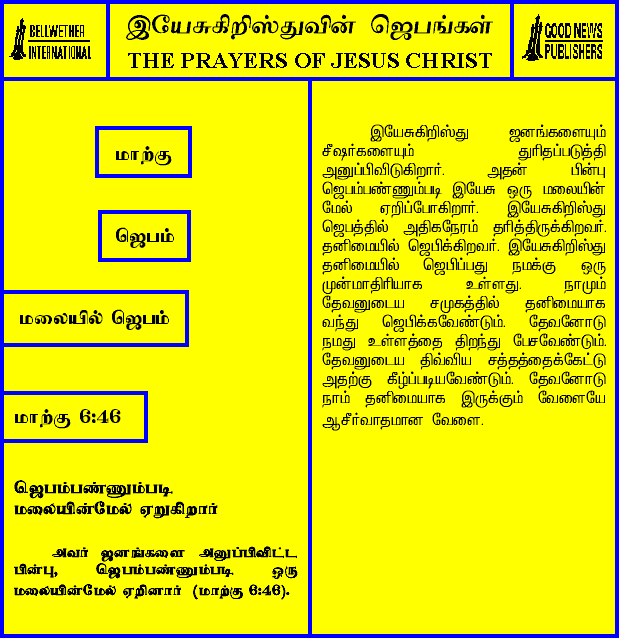 BELLWETHER
INTERNATIONAL
இயேசுகிறிஸ்துவின் ஜெபங்கள்
THE PRAYERS OF JESUS CHRIST
GOOD NEWS
PUBLISHERS
மாற்கு
ஜெபம்
மலையில் ஜெபம்
மாற்கு 6:46
ஜெபம்பண்ணும்படி
மலையின்மேல் ஏறுகிறார்
அவர் ஜனங்களை அனுப்பிவிட்ட
பின்பு, ஜெபம்பண்ணும்படி ஒரு
மலையின்மேல் ஏறினார் (மாற்கு 6:46).
இயேசுகிறிஸ்து ஜனங்களையும்
சீஷர்களையும் துரிதப்படுத்தி
அனுப்பிவிடுகிறார். அதன் பின்பு
ஜெபம்பண்ணும்படி இயேசு ஒரு மலையின்
மேல் ஏறிப்போகிறார். இயேசுகிறிஸ்து
ஜெபத்தில் அதிகநேரம் தரித்திருக்கிறவர்.
தனிமையில் ஜெபிக்கிறவர். இயேசுகிறிஸ்து
தனிமையில் ஜெபிப்பது நமக்கு ஒரு
முன்மாதிரியாக உள்ளது. நாமும்
தேவனுடைய சமுகத்தில் தனிமையாக
வந்து ஜெபிக்கவேண்டும். தேவனோடு
நமது உள்ளத்தை திறந்து பேசவேண்டும்.
தேவனுடைய திவ்விய சத்தத்தைக்கேட்டு
அதற்கு கீழ்ப்படியவேண்டும். தேவனோடு
நாம் தனிமையாக இருக்கும் வேளையே
ஆசீர்வாதமான வேளை.